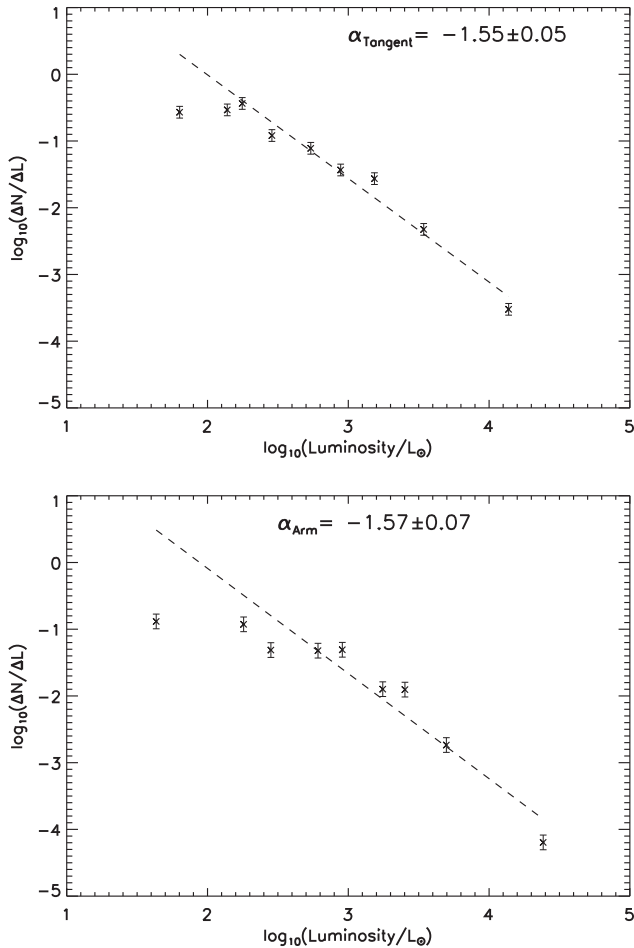 α_Tangent = −1.55±0.05
1
0
−1
−2
−3
−4
−5
log₁₀(ΔN/ΔL)
1 2 3 4 5
log₁₀(Luminosity/L☉)
α_Arm = −1.57±0.07
1
0
−1
−2
−3
−4
−5
log₁₀(ΔN/ΔL)
1 2 3 4 5
log₁₀(Luminosity/L☉)